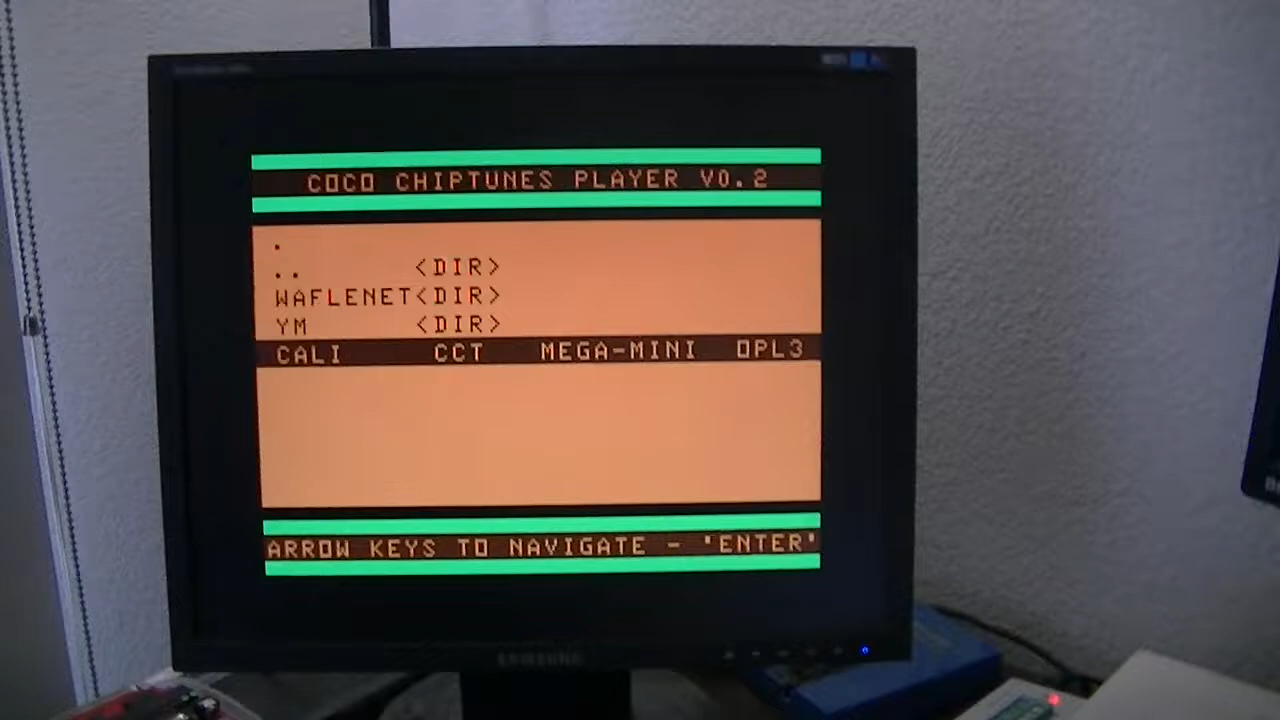 COCO CHIPTUNES PLAYER V0.2
.
.. <DIR>
WAFLENET<DIR>
YM <DIR>
CALI CCT MEGA-MINI OPL3
ARROW KEYS TO NAVIGATE - 'ENTER'
SAMSUNG